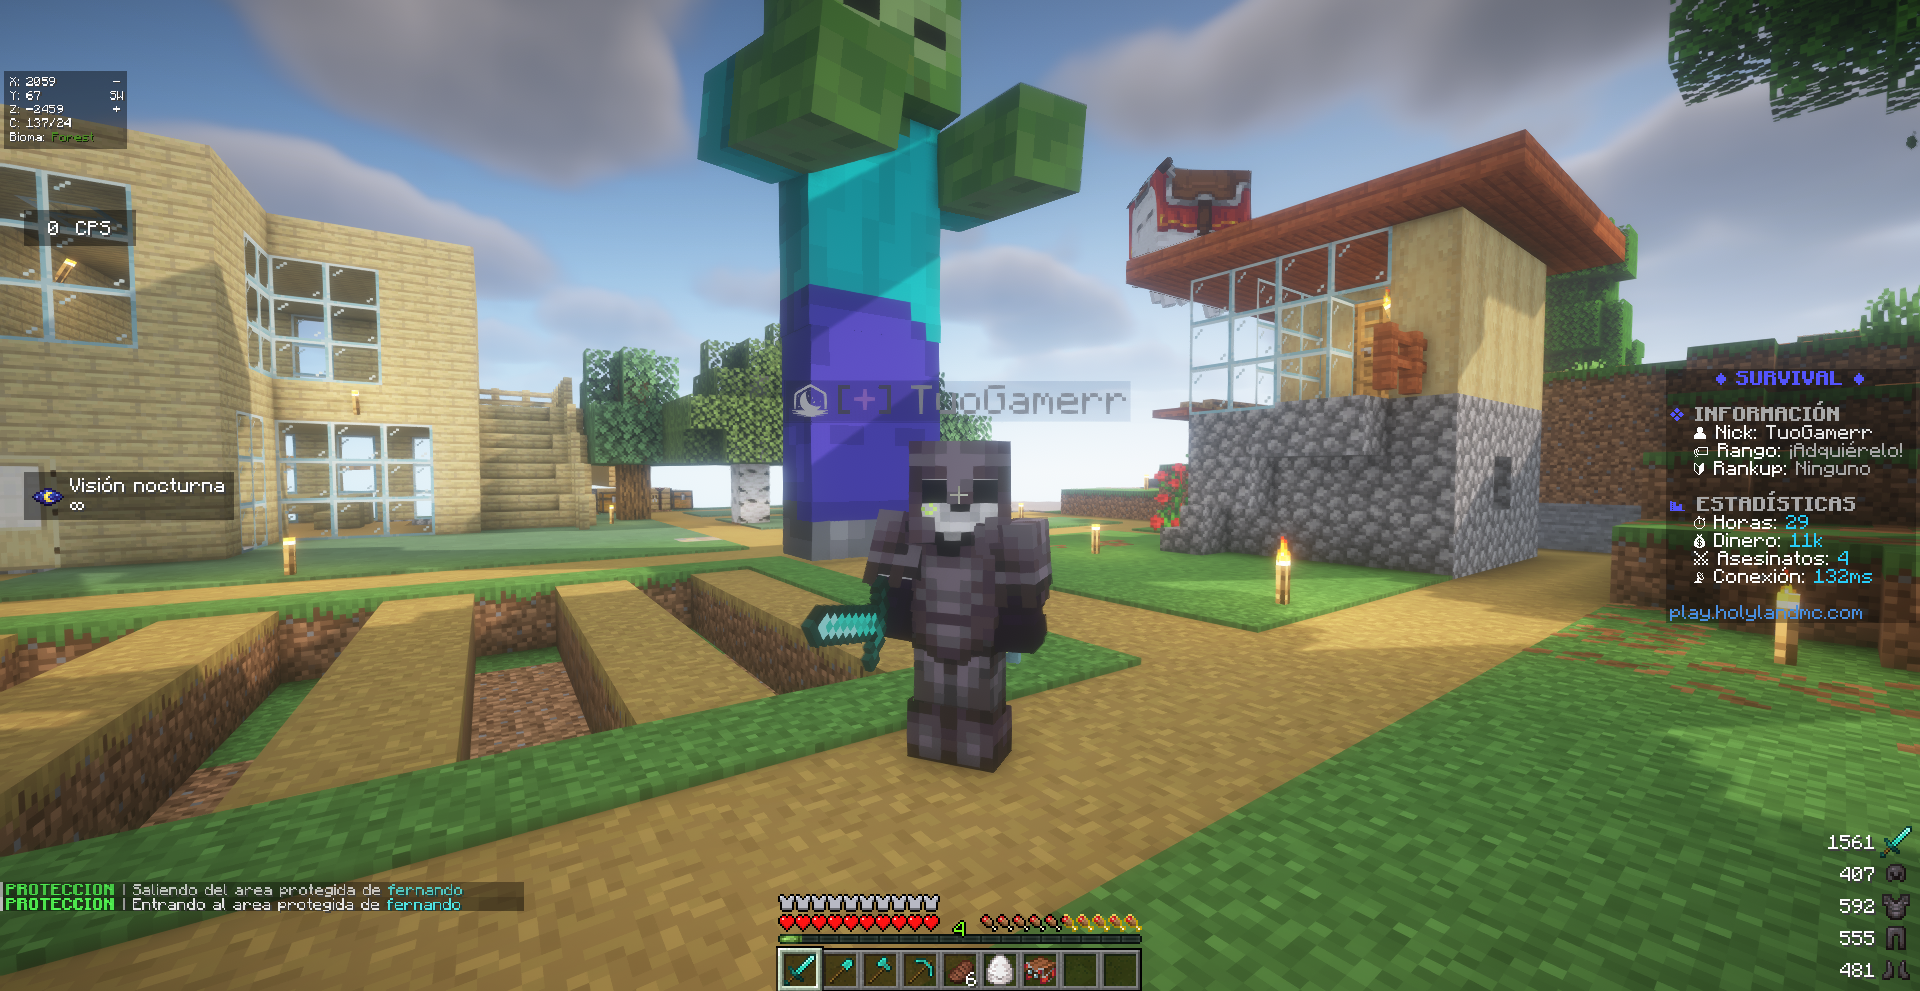 X: 2059 -
Y: 67 SW
Z: -3459 +
C: 137/24
Bioma: Forest
0 CPS
[+] TuoGamerr
Visión nocturna
∞
SURVIVAL
INFORMACIÓN
Nick: TuoGamerr
Rango: ¡Adquiérelo!
Rankup: Ninguno
ESTADÍSTICAS
Horas: 29
Dinero: 11k
Asesinatos: 4
Conexión: 132ms
play.holylandmc.com
1561
407
592
555
481
PROTECCION | Saliendo del area protegida de fernando
PROTECCION | Entrando al area protegida de fernando
4
6